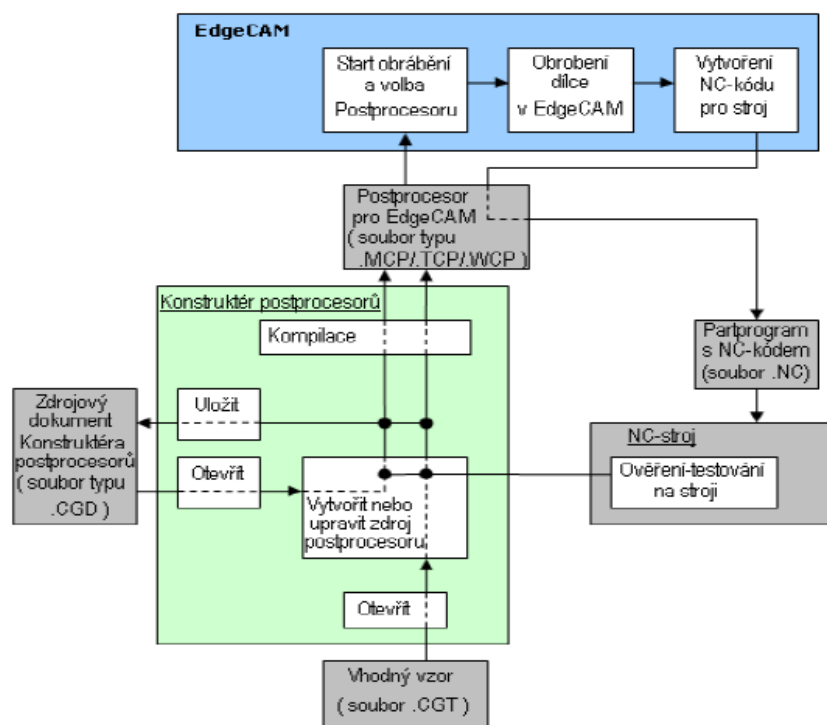 EdgeCAM
Start obrábění
a volba
Postprocesoru
Obrobení
dílce
v EdgeCAM
Vytvoření
NC-kódu
pro stroj
Postprocesor
pro EdgeCAM
( soubor typu
.MCP/.TCP/.WCP )
Konstruktér postprocesorů
Kompilace
Partprogram
s NC-kódem
(soubor .NC)
Zdrojový
dokument
Konstruktéra
postprocesorů
( soubor typu
.CGD )
Uložit
Otevřít
Vytvořit nebo
upravit zdroj
postprocesoru
NC-stroj
Ověření-testování
na stroji
Otevřít
Vhodný vzor
( soubor .CGT )